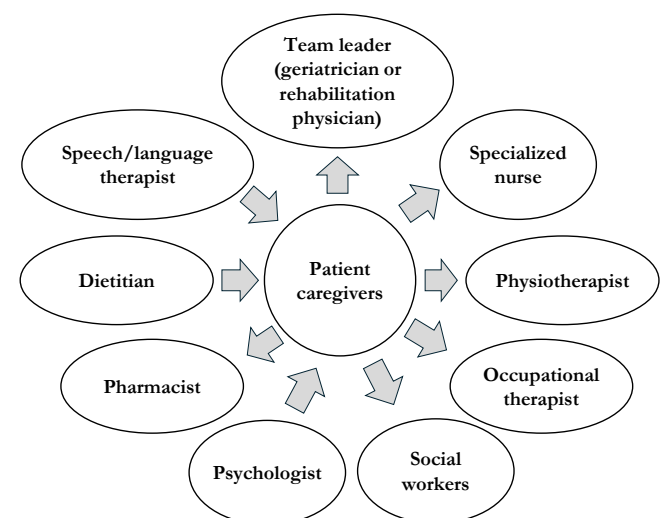 Team leader
(geriatrician or
rehabilitation
physician)
Speech/language
therapist
Specialized
nurse
Dietitian
Patient
caregivers
Physiotherapist
Pharmacist
Occupational
therapist
Psychologist
Social
workers